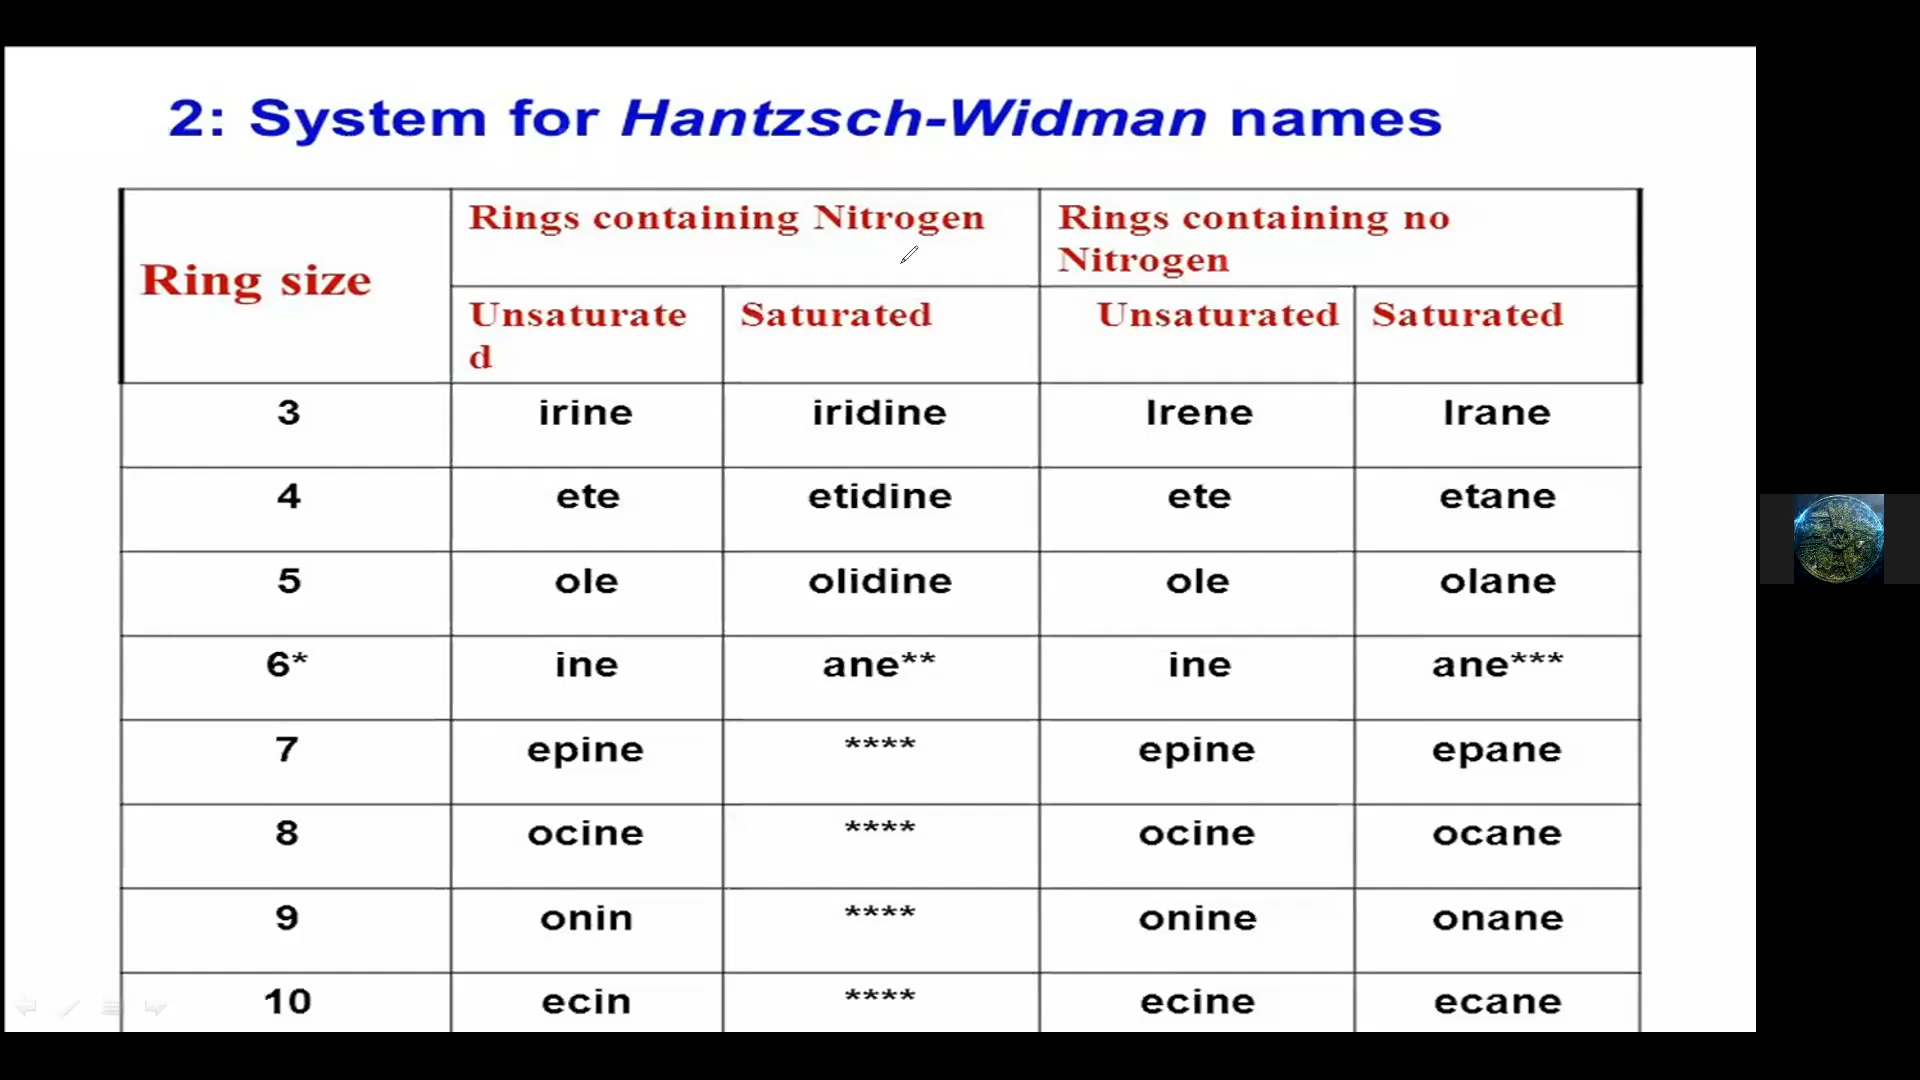 2: System for Hantzsch-Widman names
Ring size
Rings containing Nitrogen
Rings containing no
Nitrogen
Unsaturate
d
Saturated
Unsaturated
Saturated
3 irine iridine Irene Irane
4 ete etidine ete etane
5 ole olidine ole olane
6* ine ane** ine ane***
7 epine **** epine epane
8 ocine **** ocine ocane
9 onin **** onine onane
10 ecin **** ecine ecane